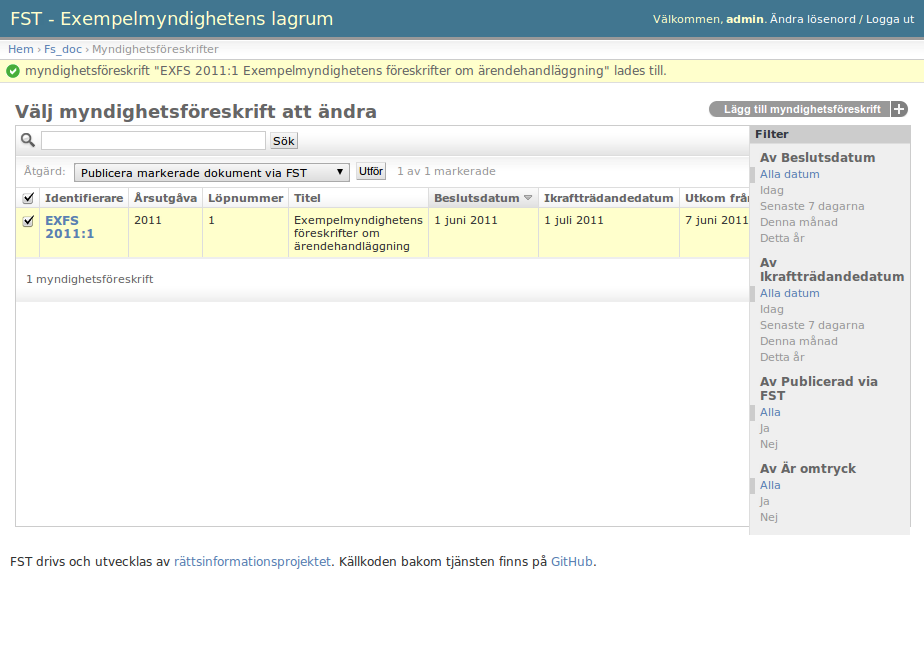 FST - Exempelmyndighetens lagrum
Välkommen, admin. Ändra lösenord / Logga ut
Hem › Fs_doc › Myndighetsföreskrifter
myndighetsföreskrift "EXFS 2011:1 Exempelmyndighetens föreskrifter om ärendehandläggning" lades till.
Välj myndighetsföreskrift att ändra
Lägg till myndighetsföreskrift
Sök
Åtgärd: Publicera markerade dokument via FST Utför 1 av 1 markerade
Identifierare Årsutgåva Löpnummer Titel Beslutsdatum Ikraftträdandedatum Utkom från
EXFS 2011:1 2011 1 Exempelmyndighetens föreskrifter om ärendehandläggning 1 juni 2011 1 juli 2011 7 juni 2011
1 myndighetsföreskrift
Filter
Av Beslutsdatum
Alla datum
Idag
Senaste 7 dagarna
Denna månad
Detta år
Av
Ikraftträdandedatum
Alla datum
Idag
Senaste 7 dagarna
Denna månad
Detta år
Av Publicerad via
FST
Alla
Ja
Nej
Av Är omtryck
Alla
Ja
Nej
FST drivs och utvecklas av rättsinformationsprojektet. Källkoden bakom tjänsten finns på GitHub.